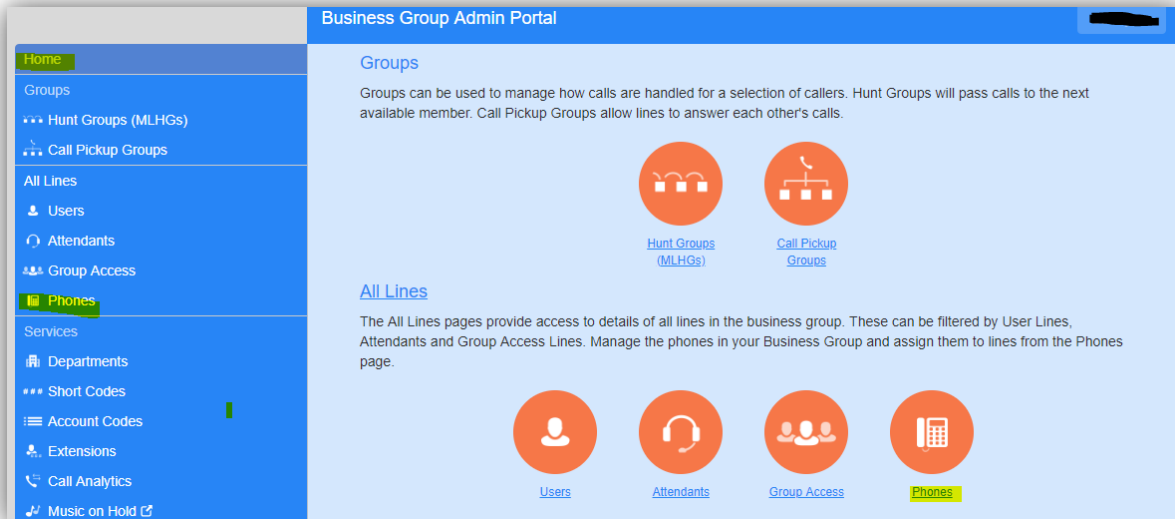 Business Group Admin Portal
Home
Groups
Hunt Groups (MLHGs)
Call Pickup Groups
All Lines
Users
Attendants
Group Access
Phones
Services
Departments
### Short Codes
Account Codes
Extensions
Call Analytics
Music on Hold
Groups
Groups can be used to manage how calls are handled for a selection of callers. Hunt Groups will pass calls to the next
available member. Call Pickup Groups allow lines to answer each other's calls.
Hunt Groups
(MLHGs)
Call Pickup
Groups
All Lines
The All Lines pages provide access to details of all lines in the business group. These can be filtered by User Lines,
Attendants and Group Access Lines. Manage the phones in your Business Group and assign them to lines from the Phones
page.
Users
Attendants
Group Access
Phones